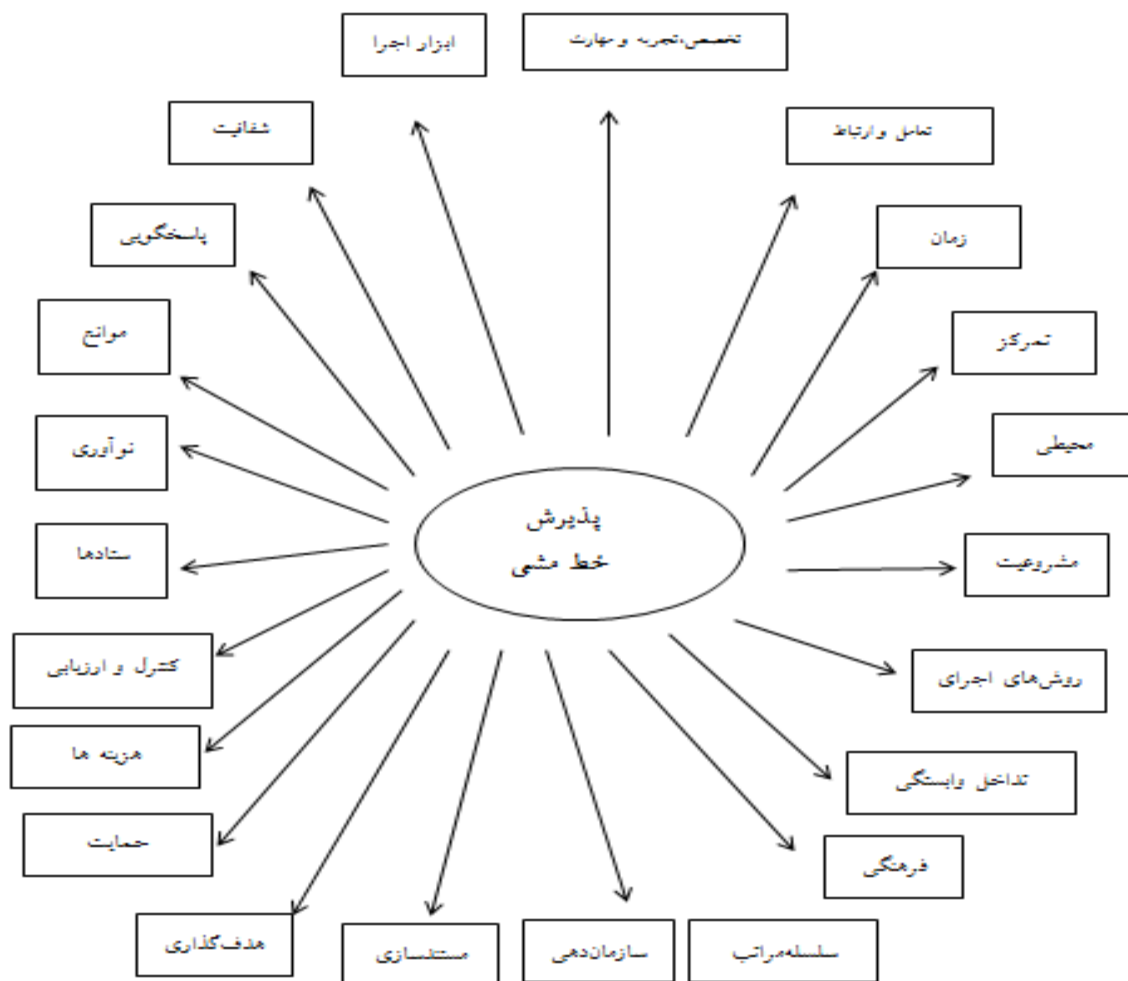 تخصص،تجربه و مهارت
ابزار اجرا
تعامل و ارتباط
شفافیت
زمان
پاسخگویی
تمرکز
موانع
محیطی
نوآوری
پذیرش
خط مشی
ستادها
مشروعیت
کنترل و ارزیابی
روش‌های اجرای
هزینه ها
تداخل وابستگی
حمایت
فرهنگی
هدف‌گذاری
مستندسازی
سازمان‌دهی
سلسله‌مراتب